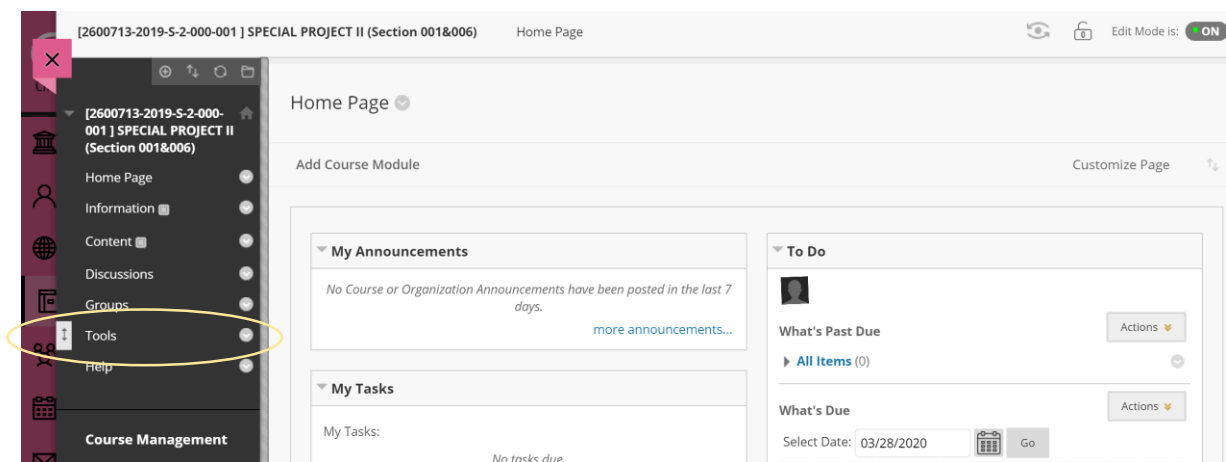 [2600713-2019-S-2-000-001 ] SPECIAL PROJECT II (Section 001&006)
Home Page
0
Edit Mode is:
ON
[2600713-2019-S-2-000-
001 ] SPECIAL PROJECT II
(Section 001&006)
Home Page
Information
Content
Discussions
Groups
Tools
Help
Course Management
Home Page
Add Course Module
Customize Page
My Announcements
No Course or Organization Announcements have been posted in the last 7
days.
more announcements...
My Tasks
My Tasks:
No tasks due.
To Do
What's Past Due
Actions
All Items (0)
What's Due
Actions
Select Date: 03/28/2020 Go